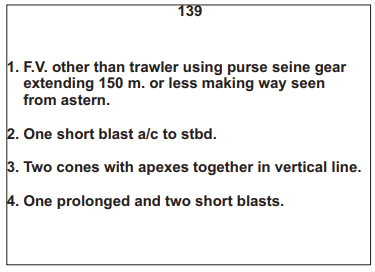 139
1. F.V. other than trawler using purse seine gear
extending 150 m. or less making way seen
from astern.
2. One short blast a/c to stbd.
3. Two cones with apexes together in vertical line.
4. One prolonged and two short blasts.